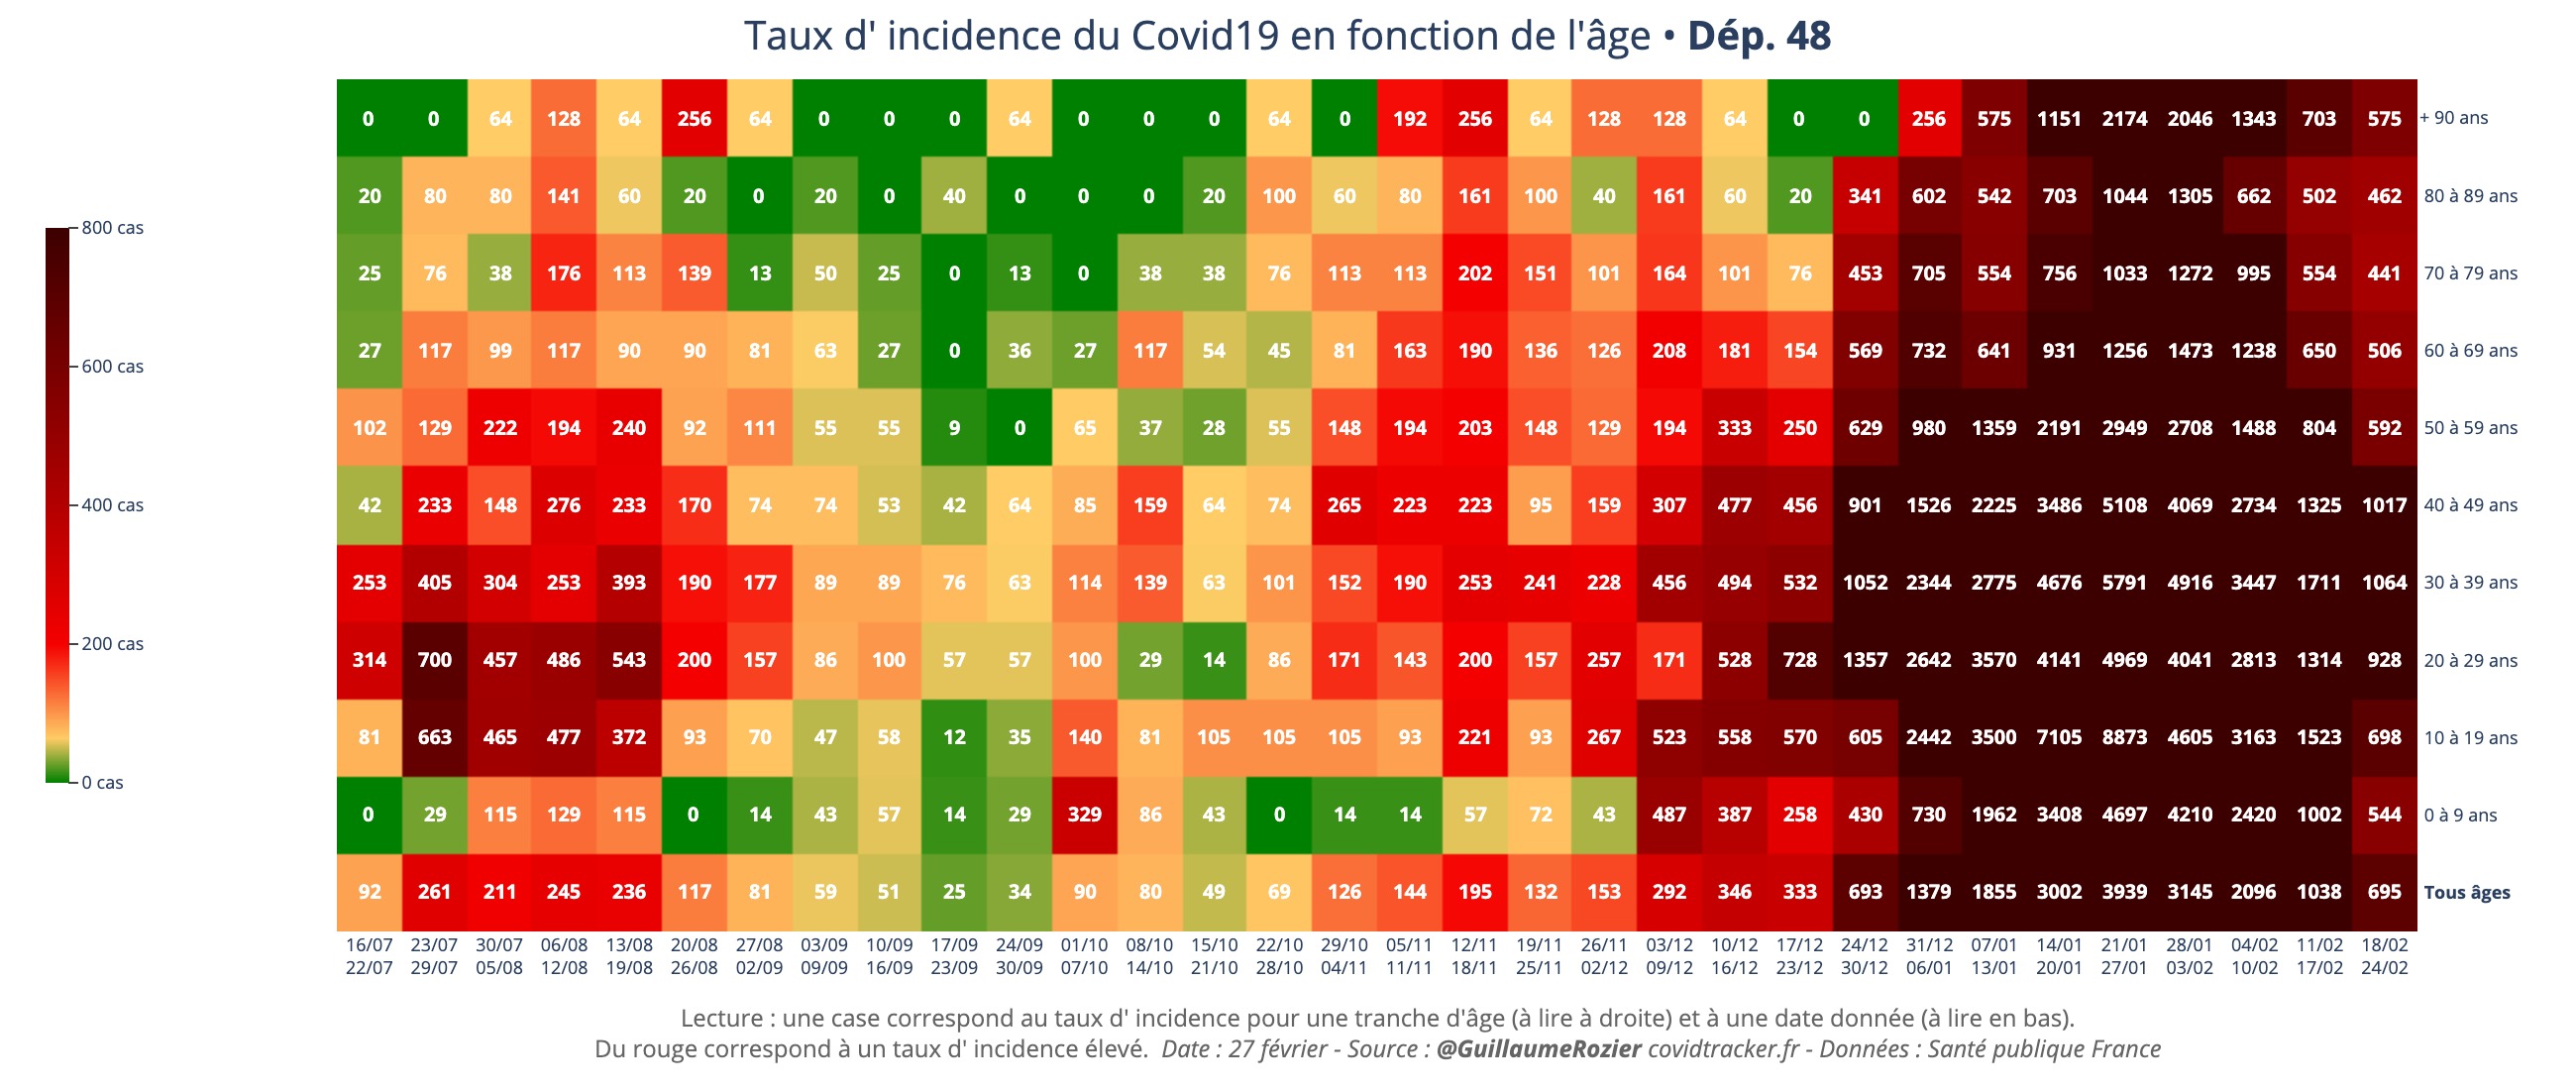 Taux d' incidence du Covid19 en fonction de l'âge • Dép. 48
0 0 64 128 64 256 64 0 0 0 64 0 0 0 64 0 192 256 64 128 128 64 0 0 256 575 1151 2174 2046 1343 703 575 + 90 ans
20 80 80 141 60 20 0 20 0 40 0 0 0 20 100 60 80 161 100 40 161 60 20 341 602 542 703 1044 1305 662 502 462 80 à 89 ans
800 cas
25 76 38 176 113 139 13 50 25 0 13 0 38 38 76 113 113 202 151 101 164 101 76 453 705 554 756 1033 1272 995 554 441 70 à 79 ans
27 117 99 117 90 90 81 63 27 0 36 27 117 54 45 81 163 190 136 126 208 181 154 569 732 641 931 1256 1473 1238 650 506 60 à 69 ans
600 cas
102 129 222 194 240 92 111 55 55 9 0 65 37 28 55 148 194 203 148 129 194 333 250 629 980 1359 2191 2949 2708 1488 804 592 50 à 59 ans
400 cas
42 233 148 276 233 170 74 74 53 42 64 85 159 64 74 265 223 223 95 159 307 477 456 901 1526 2225 3486 5108 4069 2734 1325 1017 40 à 49 ans
253 405 304 253 393 190 177 89 89 76 63 114 139 63 101 152 190 253 241 228 456 494 532 1052 2344 2775 4676 5791 4916 3447 1711 1064 30 à 39 ans
200 cas
314 700 457 486 543 200 157 86 100 57 57 100 29 14 86 171 143 200 157 257 171 528 728 1357 2642 3570 4141 4969 4041 2813 1314 928 20 à 29 ans
81 663 465 477 372 93 70 47 58 12 35 140 81 105 105 105 93 221 93 267 523 558 570 605 2442 3500 7105 8873 4605 3163 1523 698 10 à 19 ans
0 cas
0 29 115 129 115 0 14 43 57 14 29 329 86 43 0 14 14 57 72 43 487 387 258 430 730 1962 3408 4697 4210 2420 1002 544 0 à 9 ans
92 261 211 245 236 117 81 59 51 25 34 90 80 49 69 126 144 195 132 153 292 346 333 693 1379 1855 3002 3939 3145 2096 1038 695 Tous âges
16/07 23/07 30/07 06/08 13/08 20/08 27/08 03/09 10/09 17/09 24/09 01/10 08/10 15/10 22/10 29/10 05/11 12/11 19/11 26/11 03/12 10/12 17/12 24/12 31/12 07/01 14/01 21/01 28/01 04/02 11/02 18/02
22/07 29/07 05/08 12/08 19/08 26/08 02/09 09/09 16/09 23/09 30/09 07/10 14/10 21/10 28/10 04/11 11/11 18/11 25/11 02/12 09/12 16/12 23/12 30/12 06/01 13/01 20/01 27/01 03/02 10/02 17/02 24/02
Lecture : une case correspond au taux d' incidence pour une tranche d'âge (à lire à droite) et à une date donnée (à lire en bas).
Du rouge correspond à un taux d' incidence élevé. Date : 27 février - Source : @GuillaumeRozier covidtracker.fr - Données : Santé publique France